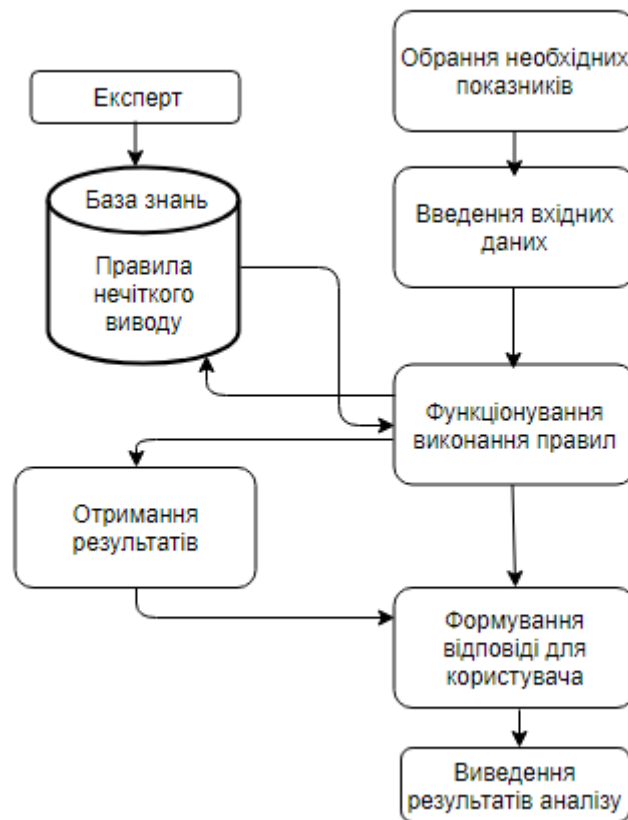 Обрання необхідних
показників
Експерт
База знань
Правила
нечіткого
виводу
Введення вхідних
даних
Функціонування
виконання правил
Отримання
результатів
Формування
відповіді для
користувача
Виведення
результатів аналізу